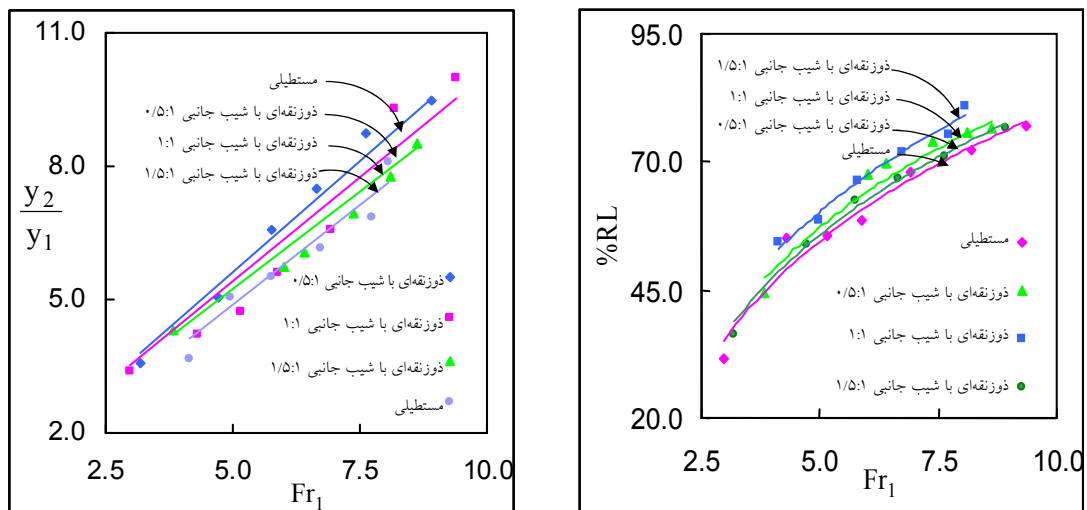 11.0
8.0
5.0
2.0
y2
y1
2.5 5.0 7.5 10.0
Fr1
مستطیلی
ذوزنقه‌ای با شیب جانبی ۰/۵:۱
ذوزنقه‌ای با شیب جانبی ۱:۱
ذوزنقه‌ای با شیب جانبی ۱/۵:۱
ذوزنقه‌ای با شیب جانبی ۰/۵:۱
ذوزنقه‌ای با شیب جانبی ۱:۱
ذوزنقه‌ای با شیب جانبی ۱/۵:۱
مستطیلی
95.0
70.0
45.0
20.0
%RL
2.5 5.0 7.5 10.0
Fr1
ذوزنقه‌ای با شیب جانبی ۱/۵:۱
ذوزنقه‌ای با شیب جانبی ۱:۱
ذوزنقه‌ای با شیب جانبی ۰/۵:۱
مستطیلی
مستطیلی
ذوزنقه‌ای با شیب جانبی ۰/۵:۱
ذوزنقه‌ای با شیب جانبی ۱:۱
ذوزنقه‌ای با شیب جانبی ۱/۵:۱